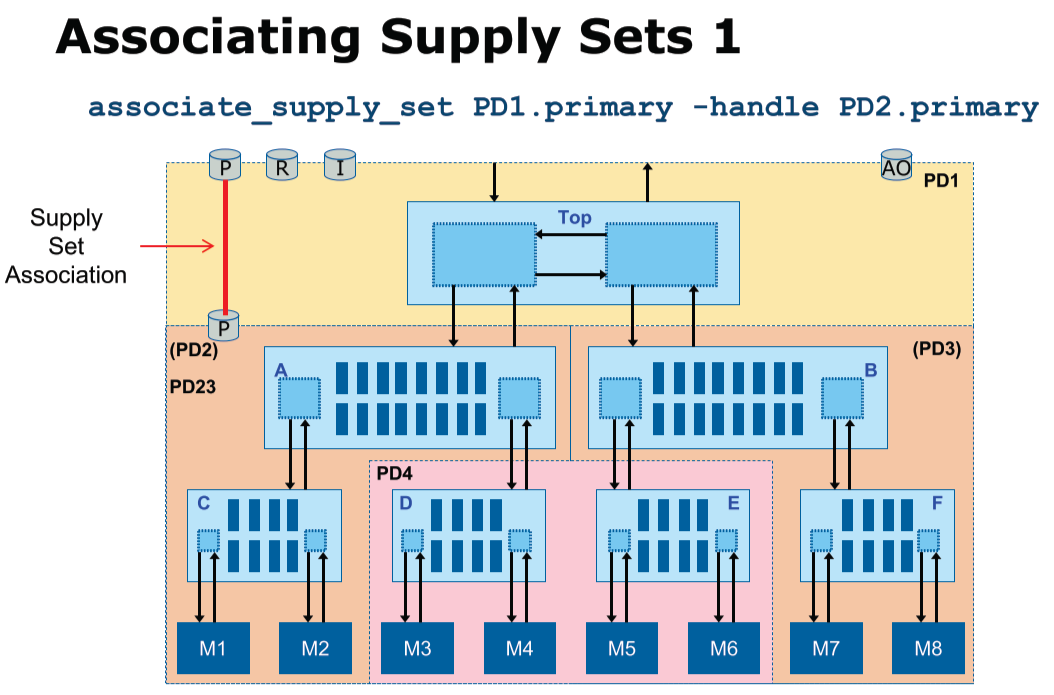 Associating Supply Sets 1
associate_supply_set PD1.primary -handle PD2.primary
P
R
I
AO
PD1
Supply
Set
Association
Top
P
(PD2)
(PD3)
PD23
A
B
PD4
C
D
E
F
M1
M2
M3
M4
M5
M6
M7
M8